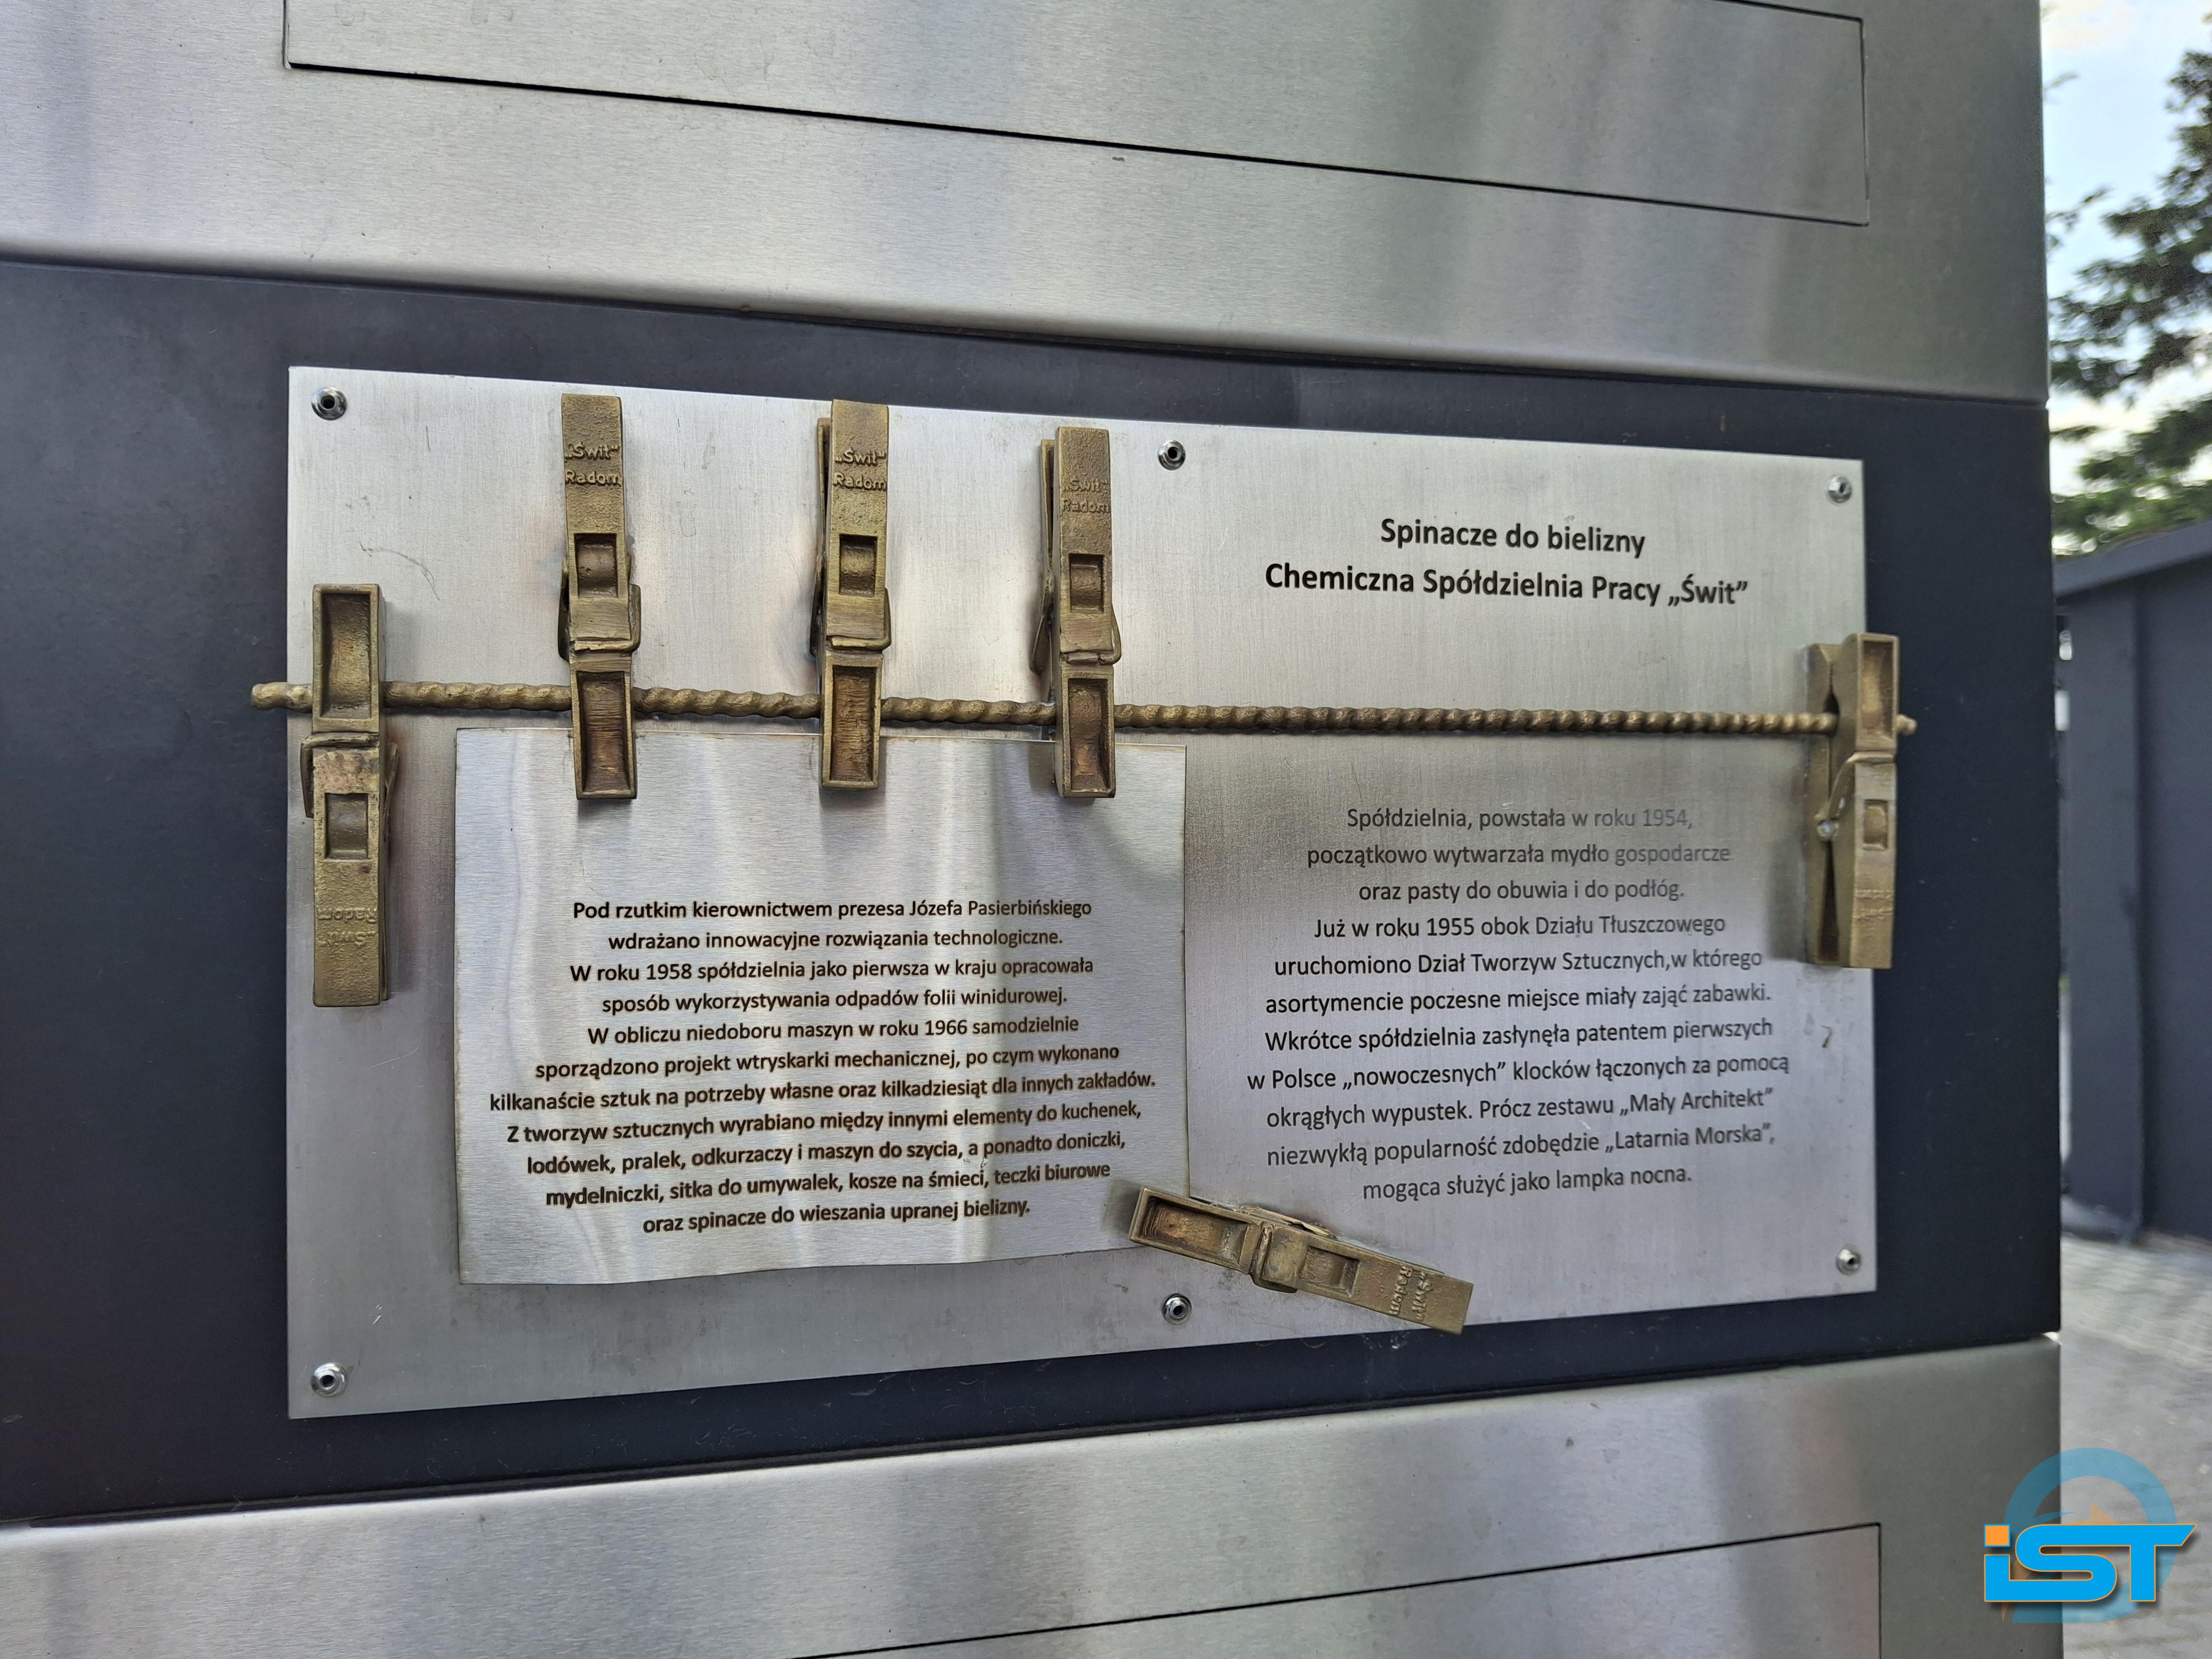 „Świt"
Radom
„Świt"
Radom
„Świt"
Radom
Spinacze do bielizny
Chemiczna Spółdzielnia Pracy „Świt”
Radom
„Świt"
Spółdzielnia, powstała w roku 1954,
początkowo wytwarzała mydło gospodarcze
oraz pasty do obuwia i do podłóg.
Już w roku 1955 obok Działu Tłuszczowego
uruchomiono Dział Tworzyw Sztucznych,w którego
asortymencie poczesne miejsce miały zająć zabawki.
Wkrótce spółdzielnia zasłynęła patentem pierwszych
w Polsce „nowoczesnych” klocków łączonych za pomocą
okrągłych wypustek. Prócz zestawu „Mały Architekt”
niezwykłą popularność zdobędzie „Latarnia Morska”,
mogąca służyć jako lampka nocna.
Pod rzutkim kierownictwem prezesa Józefa Pasierbińskiego
wdrażano innowacyjne rozwiązania technologiczne.
W roku 1958 spółdzielnia jako pierwsza w kraju opracowała
sposób wykorzystywania odpadów folii winidurowej.
W obliczu niedoboru maszyn w roku 1966 samodzielnie
sporządzono projekt wtryskarki mechanicznej, po czym wykonano
kilkanaście sztuk na potrzeby własne oraz kilkadziesiąt dla innych zakładów.
Z tworzyw sztucznych wyrabiano między innymi elementy do kuchenek,
lodówek, pralek, odkurzaczy i maszyn do szycia, a ponadto doniczki,
mydelniczki, sitka do umywalek, kosze na śmieci, teczki biurowe
oraz spinacze do wieszania upranej bielizny.
„Świt"
Radom
iST